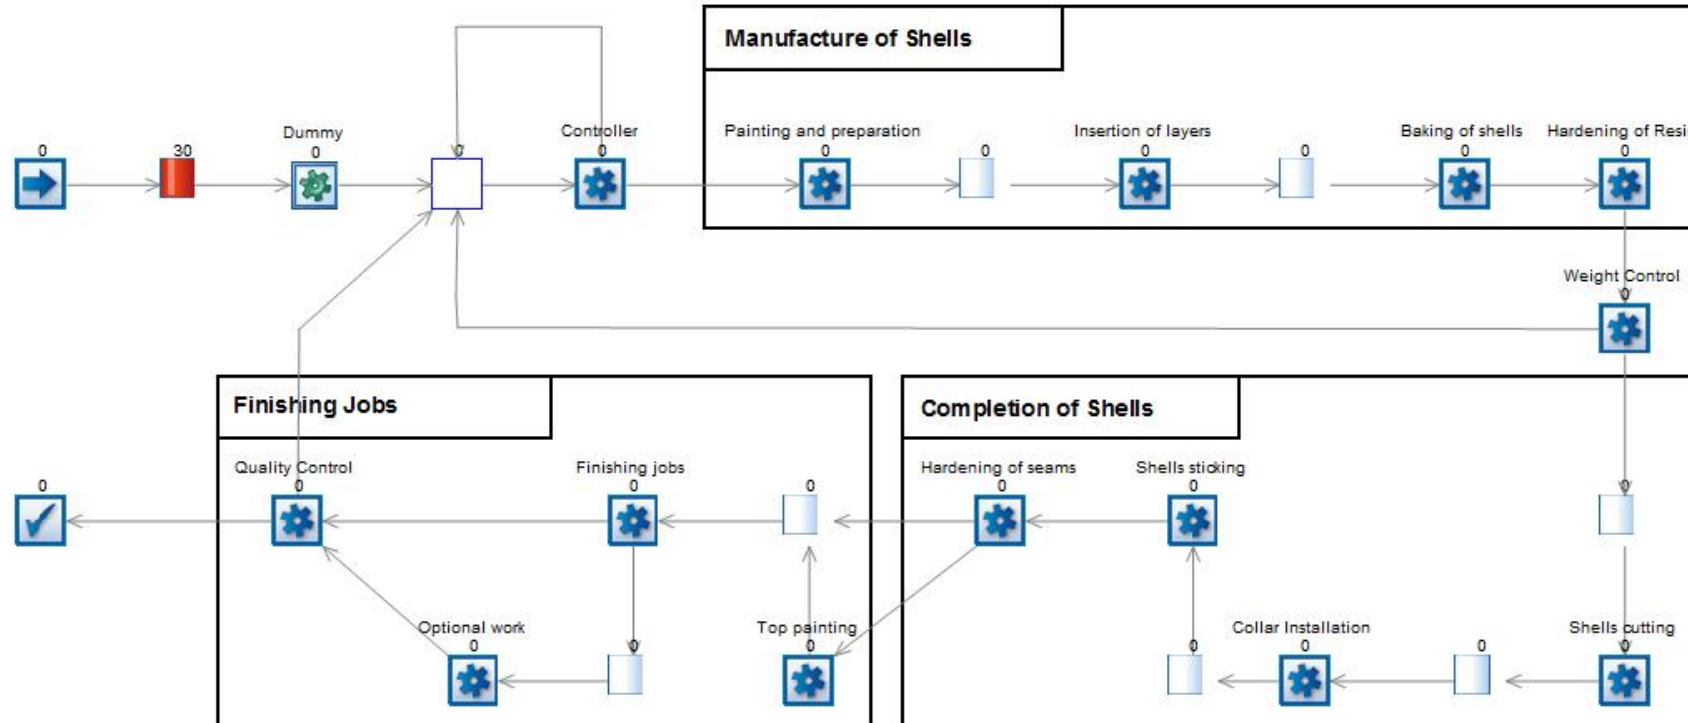 Manufacture of Shells
Dummy
Controller
Painting and preparation
Insertion of layers
Baking of shells
Hardening of Resi
0
30
0
0
0
0
0
0
0
0
0
Weight Control
0
Finishing Jobs
Completion of Shells
Quality Control
Finishing jobs
Hardening of seams
Shells sticking
0
0
0
0
0
0
0
Optional work
Top painting
Collar Installation
Shells cutting
0
0
0
0
0
0
0